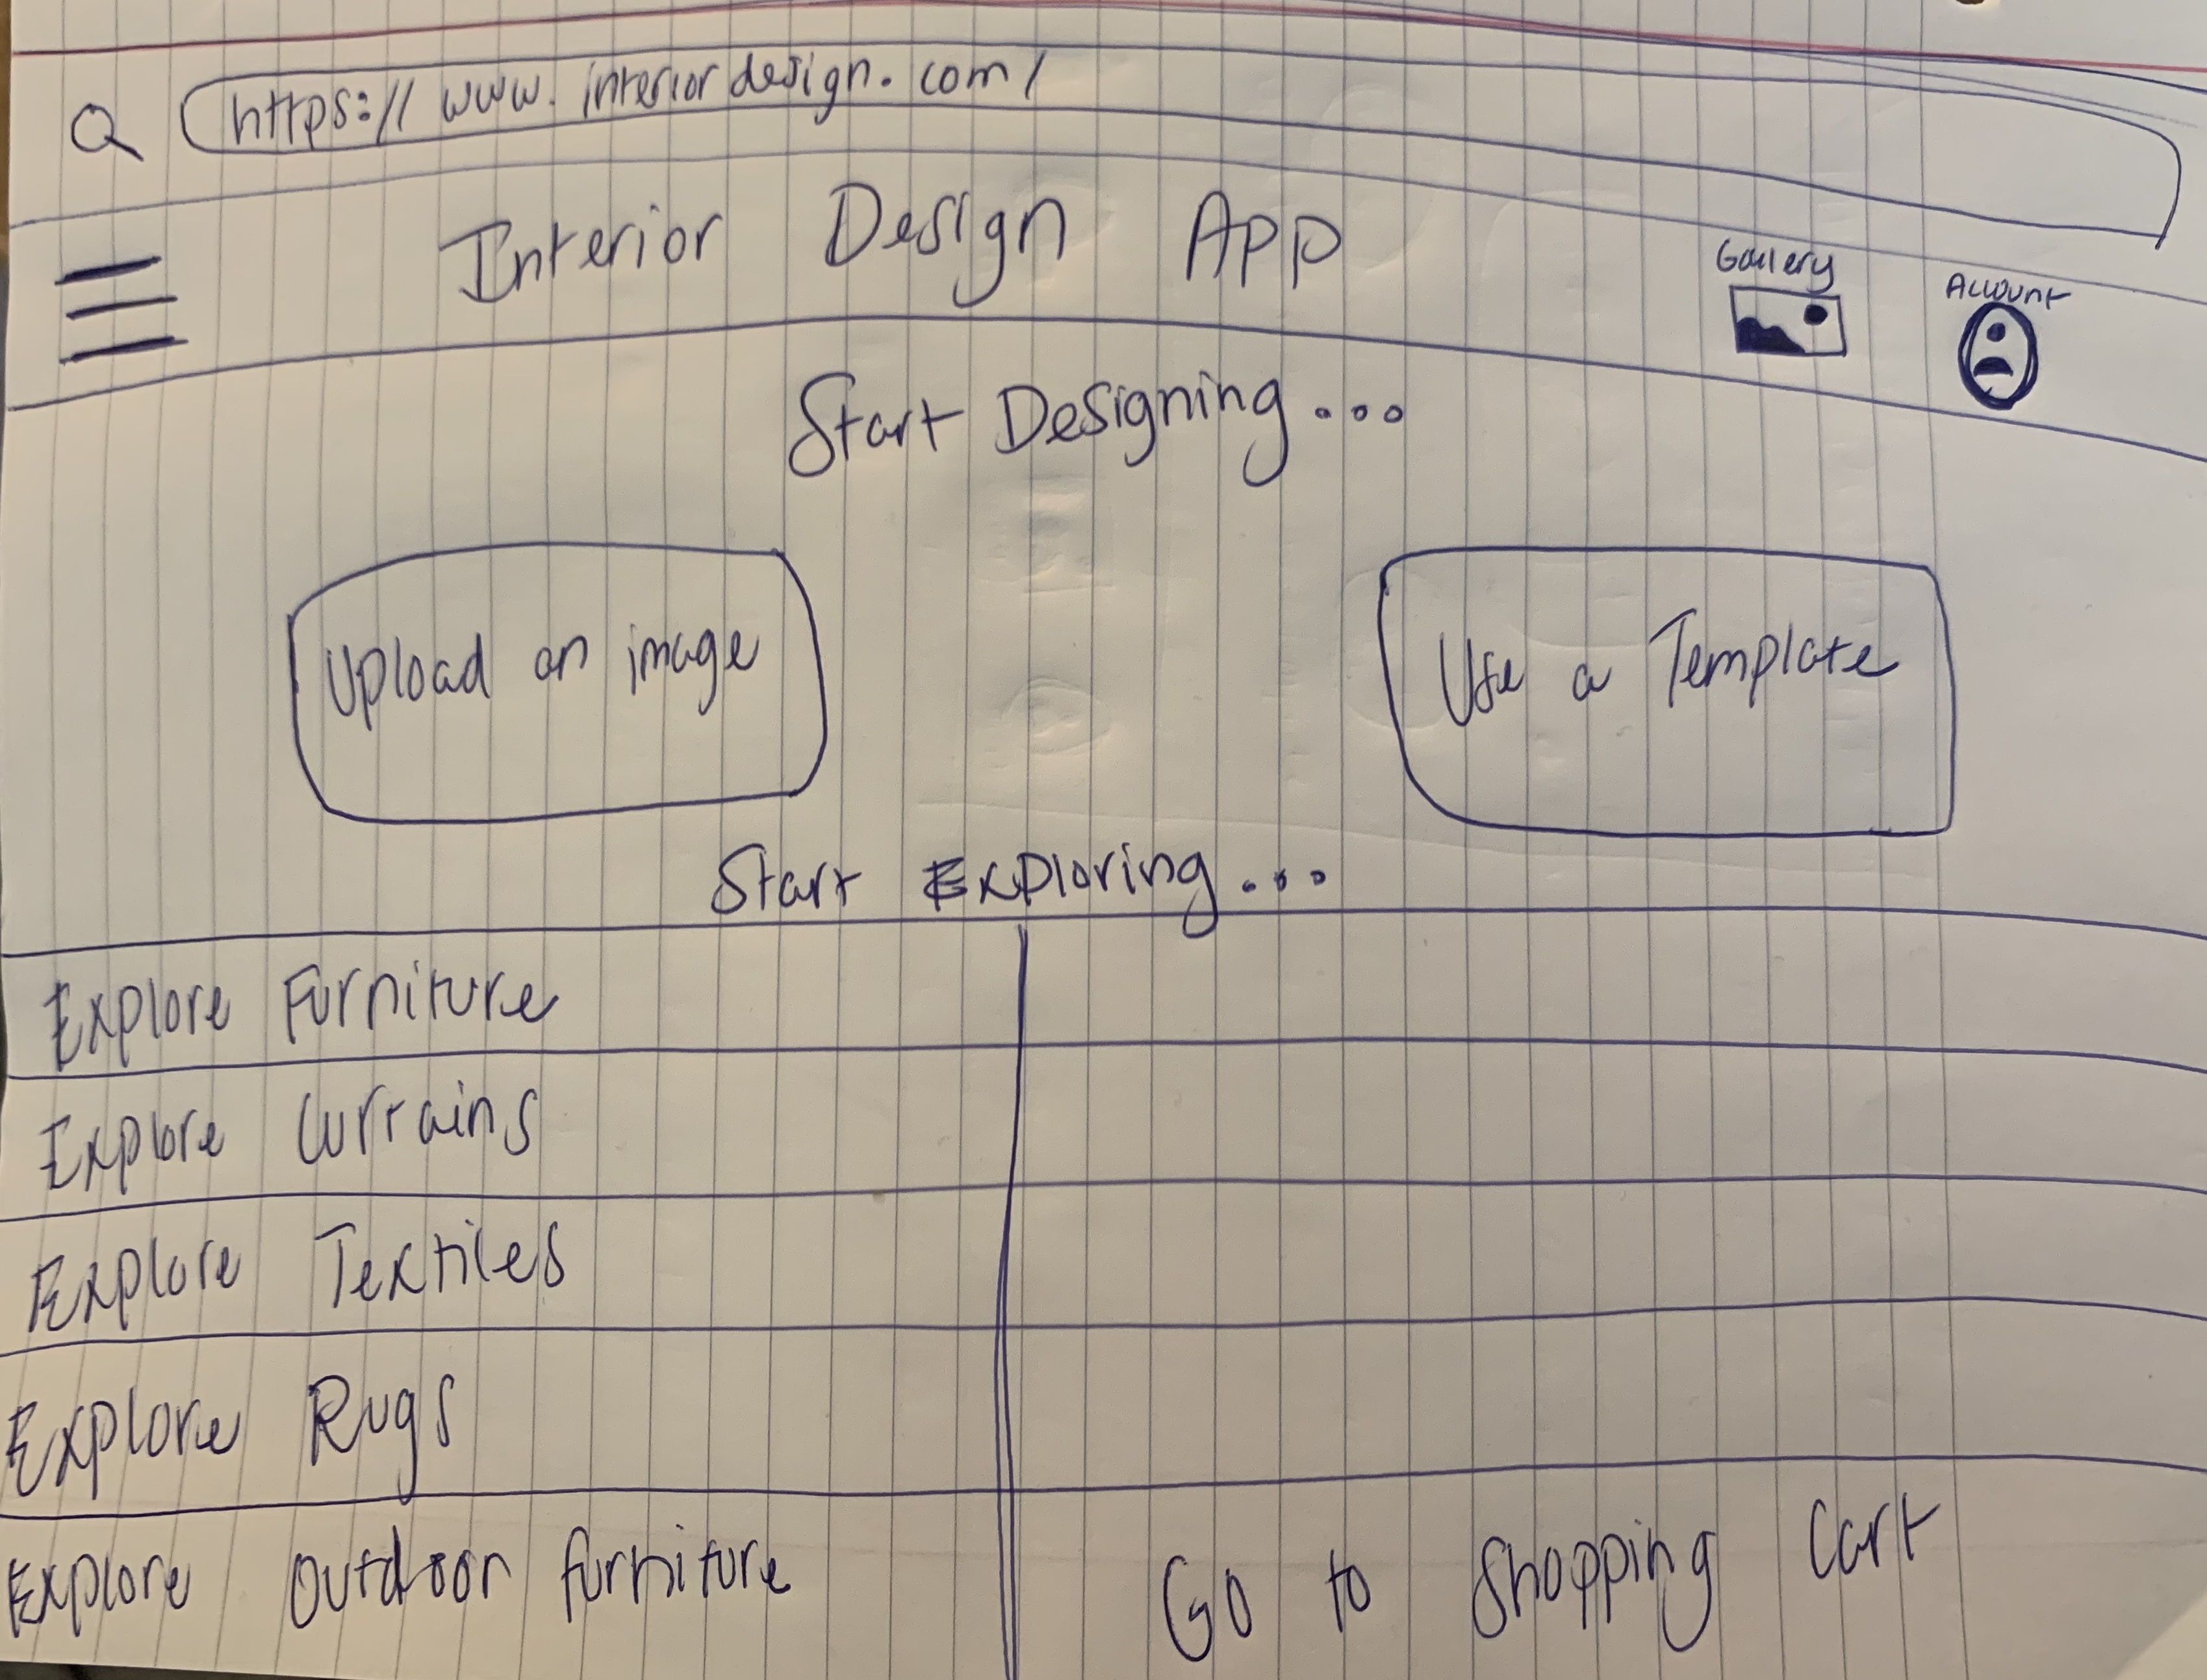 https://www.interiordesign.com/
Interior Design App
Gallery
Account
Start Designing...
Upload an image
Use a Template
Start Exploring...
Explore Furniture
Explore Curtains
Explore Textiles
Explore Rugs
Explore Outdoor furniture
Go to Shopping Cart